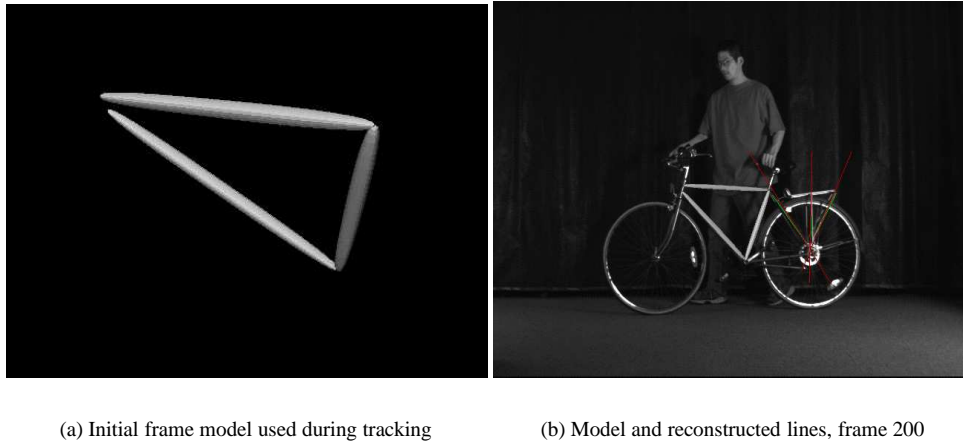 (a) Initial frame model used during tracking
(b) Model and reconstructed lines, frame 200